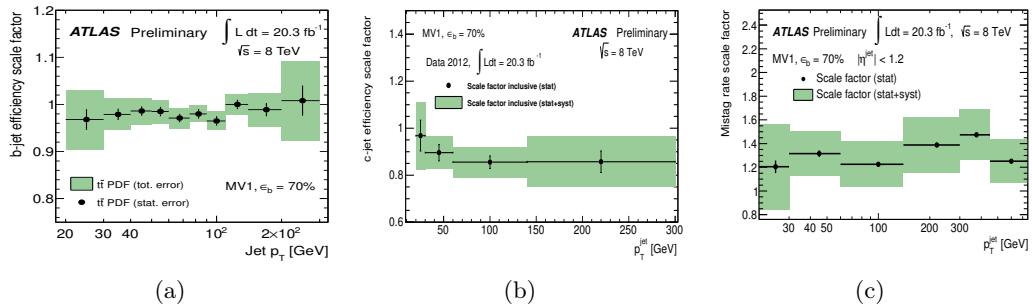 ATLAS Preliminary ∫ L dt = 20.3 fb⁻¹
√s = 8 TeV
b-jet efficiency scale factor
1.2
1.1
1
0.9
0.8
tt̄ PDF (tot. error)
tt̄ PDF (stat. error)
MV1, ϵb = 70%
20 30 40 10² 2×10²
Jet pT [GeV]
(a)
c-jet efficiency scale factor
MV1, ϵb = 70% ATLAS Preliminary
√s = 8 TeV
Data 2012, ∫ Ldt = 20.3 fb⁻¹
Scale factor inclusive (stat)
Scale factor inclusive (stat+syst)
1.4
1.2
1
0.8
0.6
50 100 150 200 250 300
pT^jet [GeV]
(b)
Mistag rate scale factor
ATLAS Preliminary ∫ Ldt = 20.3 fb⁻¹, √s = 8 TeV
MV1, ϵb = 70% |η^jet| < 1.2
Scale factor (stat)
Scale factor (stat+syst)
2.4
2.2
2
1.8
1.6
1.4
1.2
1
0.8
20 30 40 50 100 200 300
pT^jet [GeV]
(c)